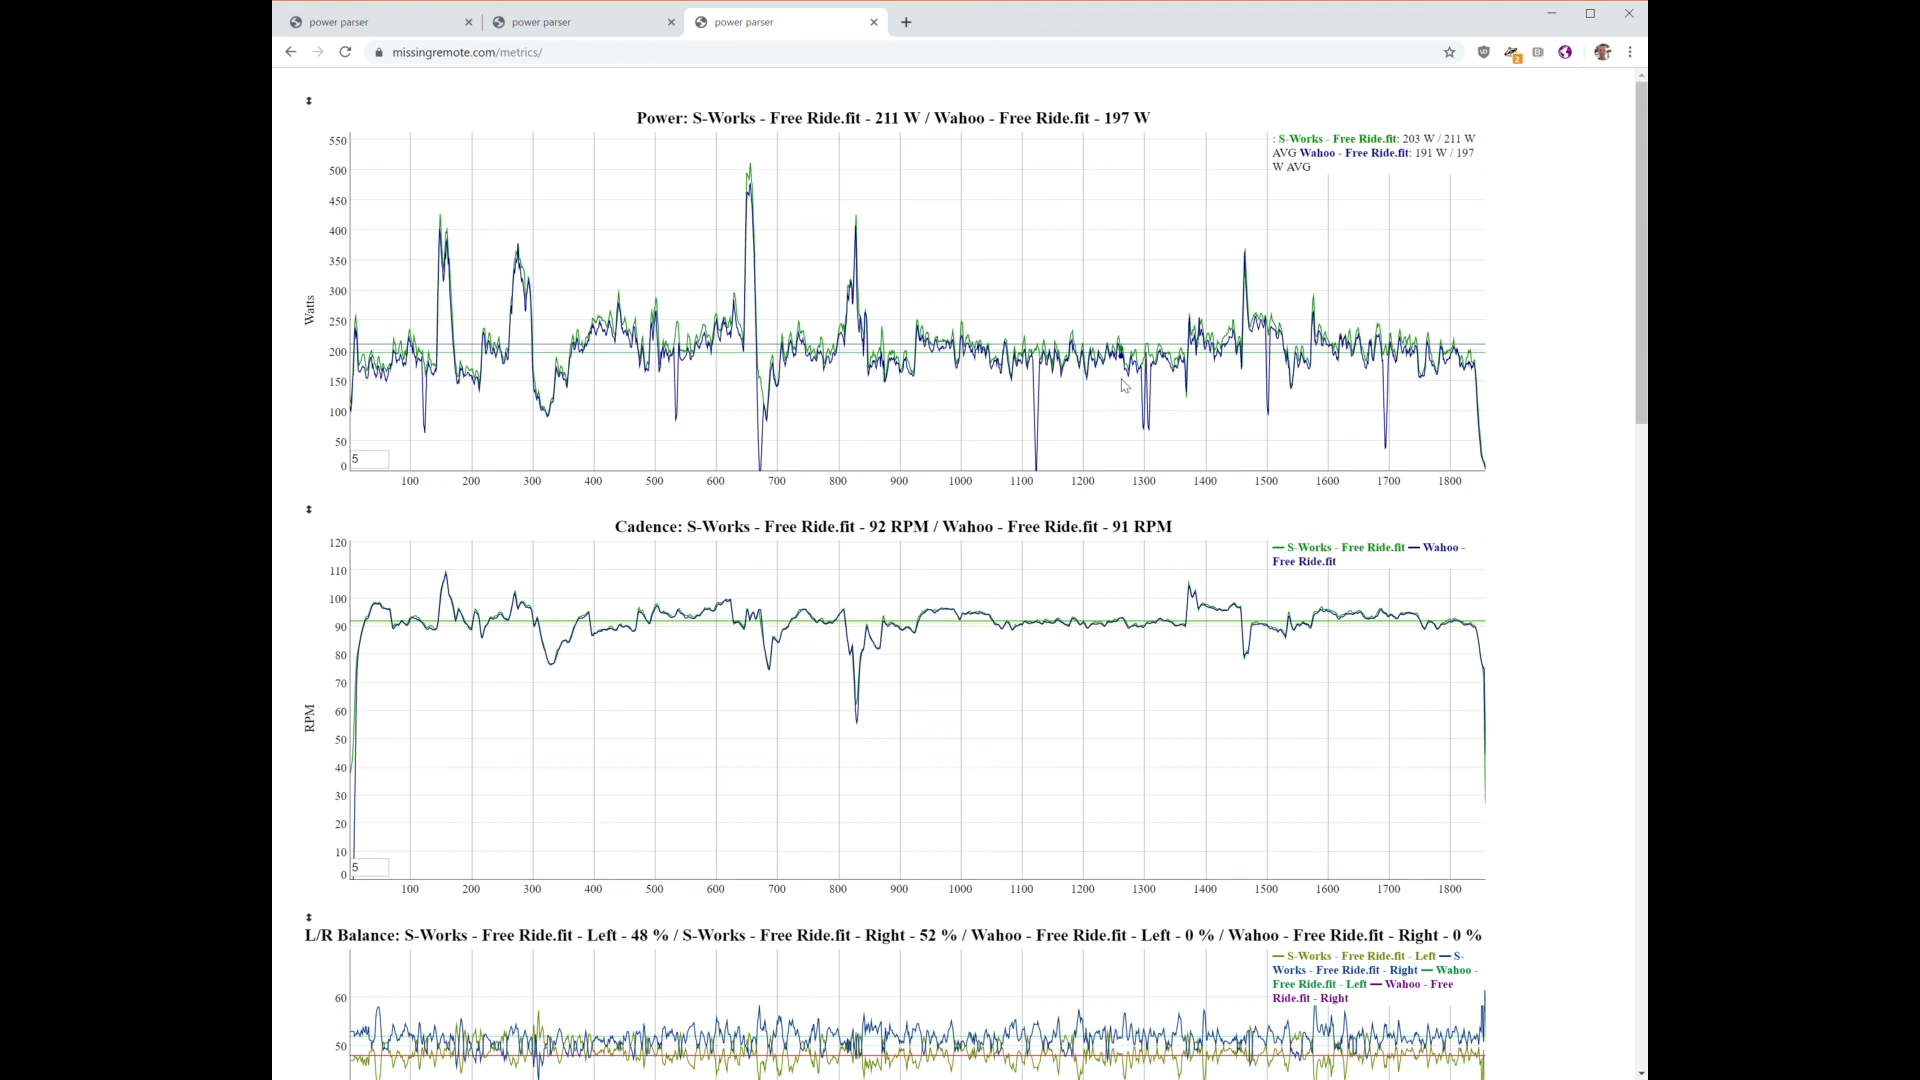 power parser
power parser
power parser
missingremote.com/metrics/
2
Power: S-Works - Free Ride.fit - 211 W / Wahoo - Free Ride.fit - 197 W
: S-Works - Free Ride.fit: 203 W / 211 W
AVG Wahoo - Free Ride.fit: 191 W / 197
W AVG
Watts
550
500
450
400
350
300
250
200
150
100
50
0
5
100 200 300 400 500 600 700 800 900 1000 1100 1200 1300 1400 1500 1600 1700 1800
Cadence: S-Works - Free Ride.fit - 92 RPM / Wahoo - Free Ride.fit - 91 RPM
— S-Works - Free Ride.fit — Wahoo -
Free Ride.fit
RPM
120
110
100
90
80
70
60
50
40
30
20
10
0
5
100 200 300 400 500 600 700 800 900 1000 1100 1200 1300 1400 1500 1600 1700 1800
L/R Balance: S-Works - Free Ride.fit - Left - 48 % / S-Works - Free Ride.fit - Right - 52 % / Wahoo - Free Ride.fit - Left - 0 % / Wahoo - Free Ride.fit - Right - 0 %
— S-Works - Free Ride.fit - Left — S-
Works - Free Ride.fit - Right — Wahoo -
Free Ride.fit - Left — Wahoo - Free
Ride.fit - Right
60
50